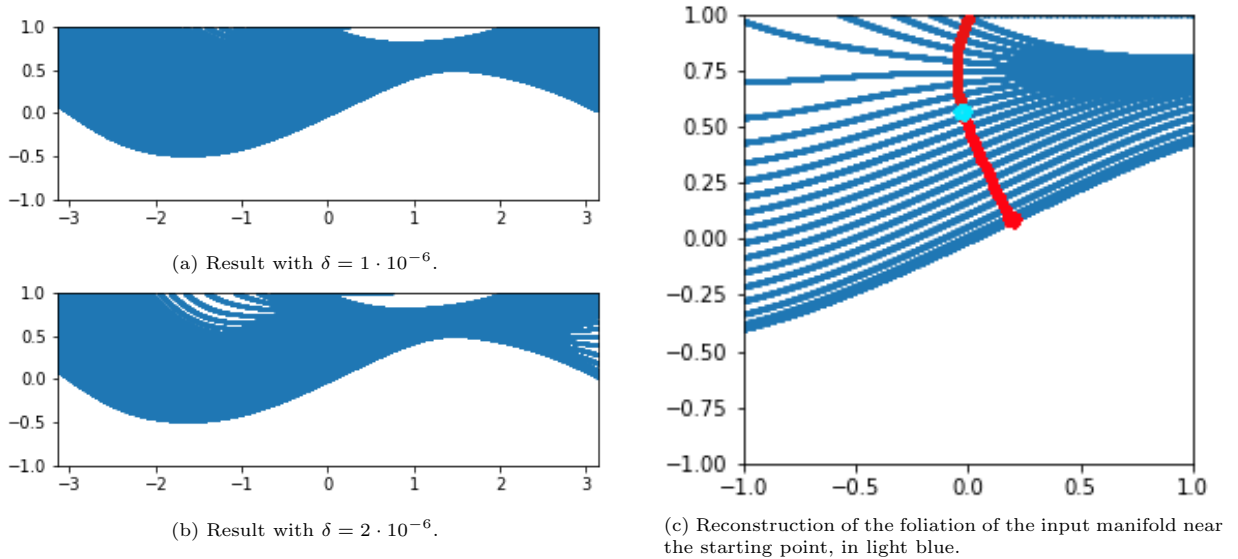 1.0
0.5
0.0
−0.5
−1.0
−3 −2 −1 0 1 2 3
(a) Result with δ = 1 · 10⁻⁶.
1.0
0.5
0.0
−0.5
−1.0
−3 −2 −1 0 1 2 3
(b) Result with δ = 2 · 10⁻⁶.
1.00
0.75
0.50
0.25
0.00
−0.25
−0.50
−0.75
−1.00
−1.0 −0.5 0.0 0.5 1.0
(c) Reconstruction of the foliation of the input manifold near
the starting point, in light blue.